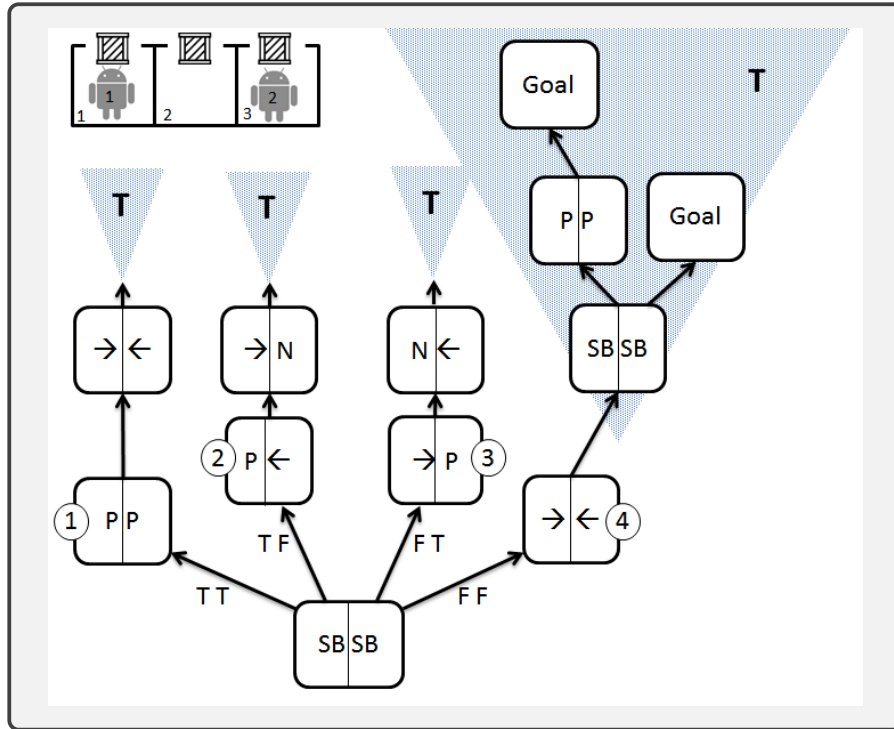 1 2
1 2 3
Goal T
T T T
P P Goal
→ ← → N N ← SB SB
2 P ← → P 3
1 P P → ← 4
T F F T
T T F F
SB SB